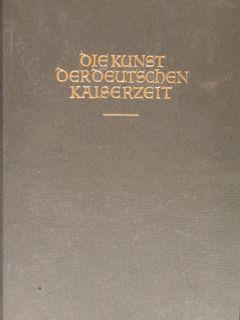 DIE KUNST
DER DEUTSCHEN
KAISERZEIT